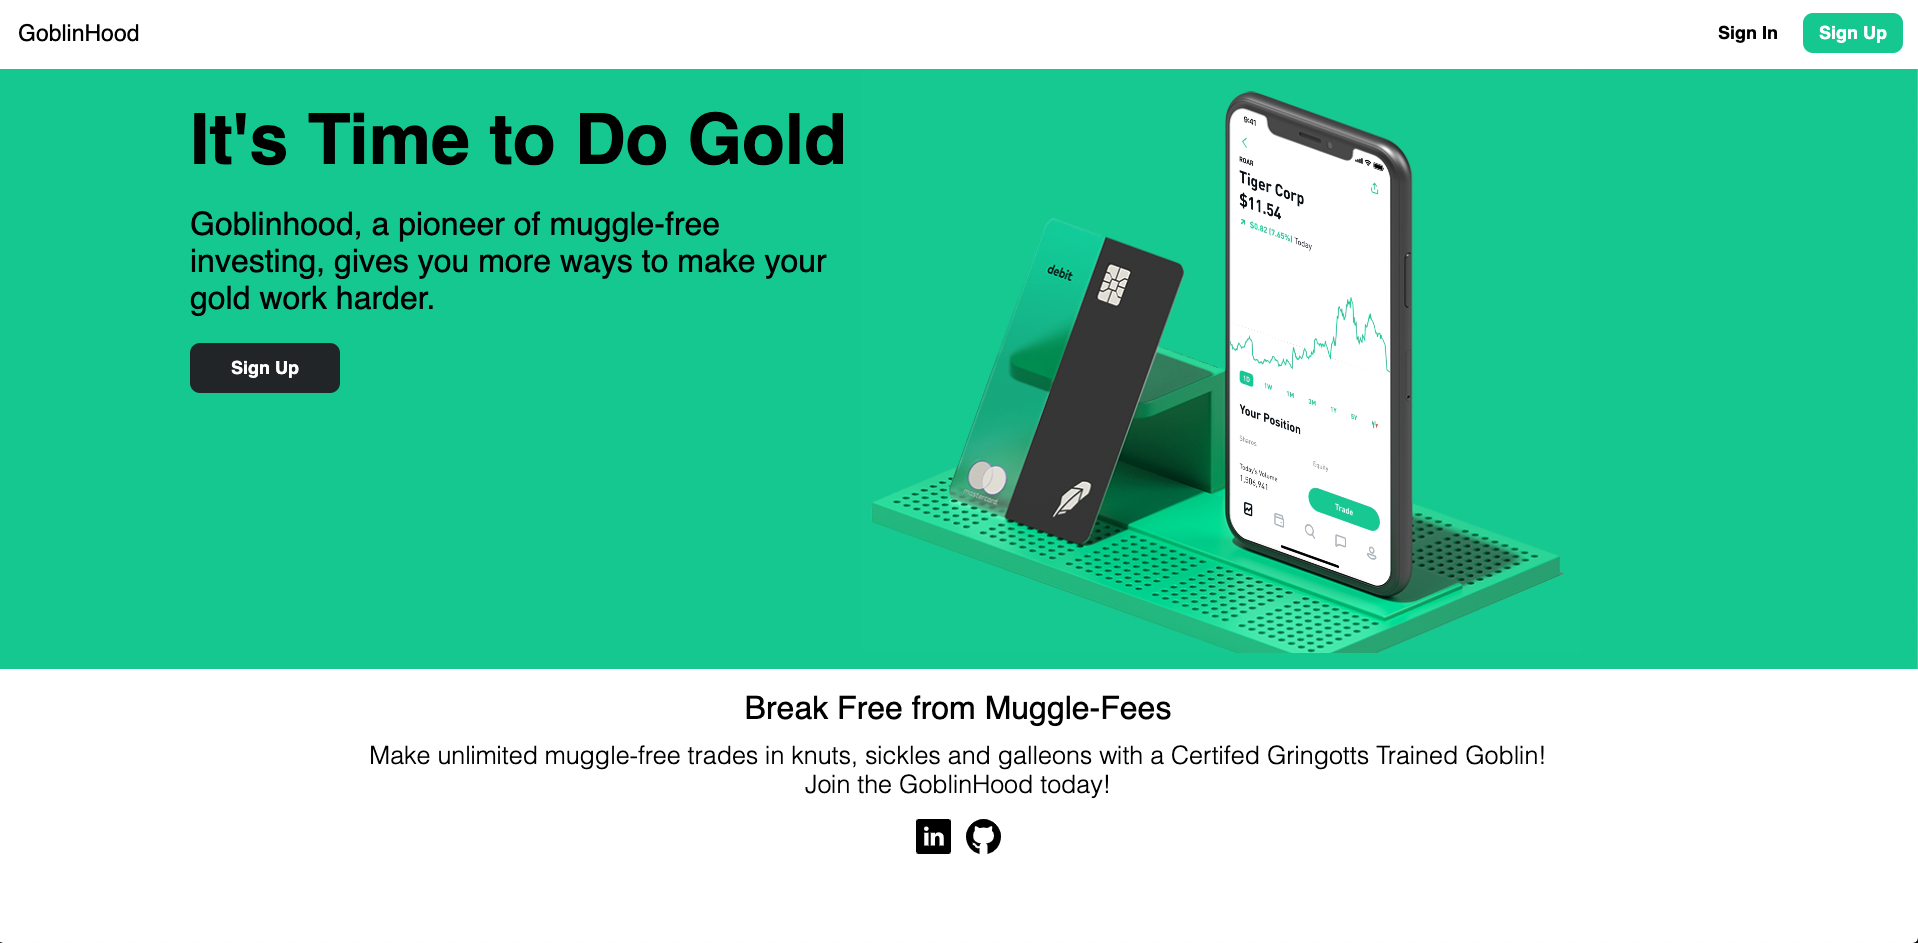 GoblinHood
Sign In
Sign Up
It's Time to Do Gold
Goblinhood, a pioneer of muggle-free
investing, gives you more ways to make your
gold work harder.
Sign Up
debit
mastercard
9:41
ROAR
Tiger Corp
$11.54
$0.82 (7.65%) Today
1D 1W 1M 3M 1Y 5Y
Your Position
Shares
Equity
Today's Volume
1,506,941
Trade
Break Free from Muggle-Fees
Make unlimited muggle-free trades in knuts, sickles and galleons with a Certifed Gringotts Trained Goblin!
Join the GoblinHood today!
in